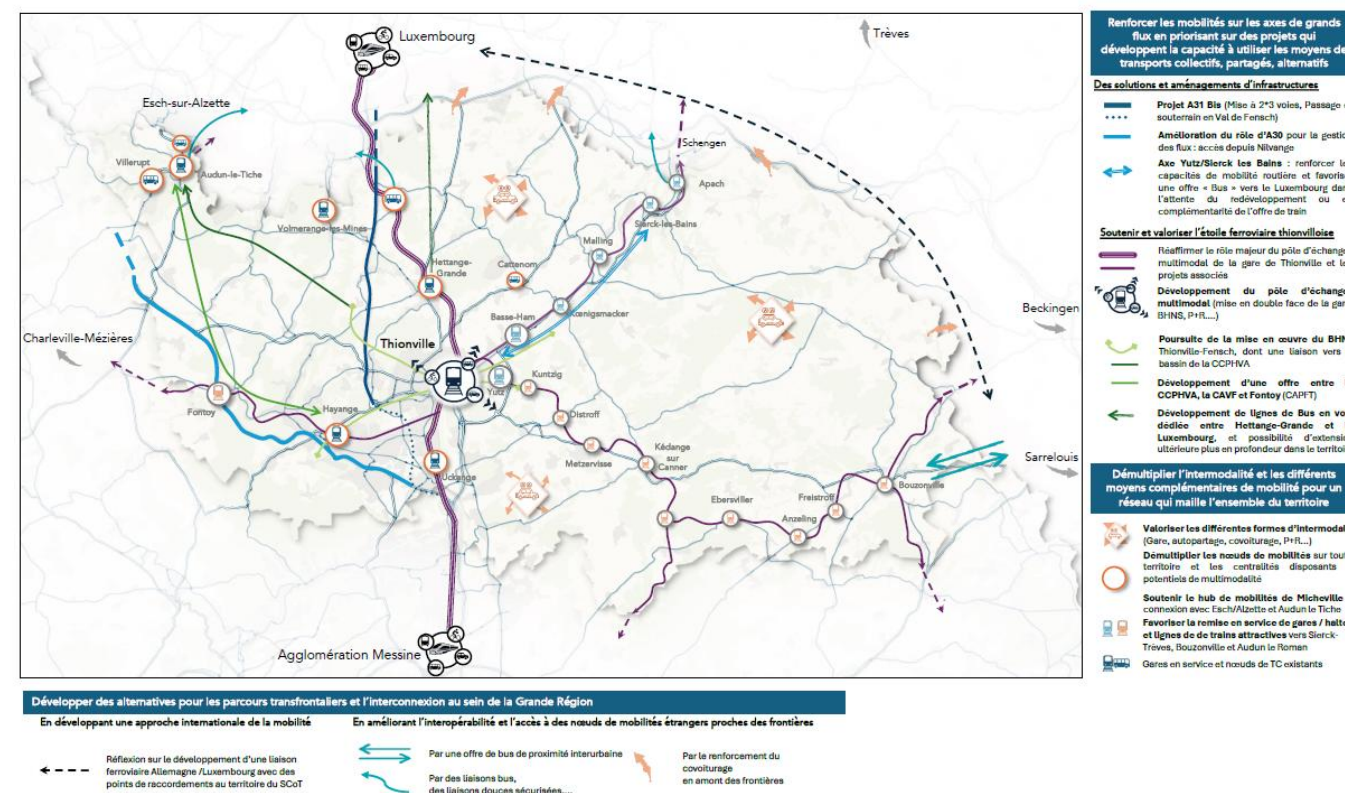 Luxembourg
Trèves
Esch-sur-Alzette
Schengen
Villerupt
Audun-le-Tiche
Apach
Volmerange-les-Mines
Sierck-les-Bains
Malling
Hettange-
Grande
Cattenom
Beckingen
Basse-Ham
Kœnigsmacker
Charleville-Mézières
Thionville
Yutz
Kuntzig
Fontoy
Hayange
Distroff
Metzervisse
Kédange
sur
Canner
Sarrelouis
Uckange
Ebersviller
Freistroff
Bouzonville
Anzeling
Agglomération Messine
Renforcer les mobilités sur les axes de grands
flux en priorisant sur des projets qui
développent la capacité à utiliser les moyens de
transports collectifs, partagés, alternatifs
Des solutions et aménagements d'infrastructures
Projet A31 Bis (Mise à 2*3 voies, Passage
souterrain en Val de Fensch)
Amélioration du rôle d'A30 pour la gestio
des flux : accès depuis Nilvange
Axe Yutz/Sierck les Bains : renforcer le
capacités de mobilité routière et favoris
une offre « Bus » vers le Luxembourg dan
l'attente du redéveloppement ou e
complémentarité de l'offre de train
Soutenir et valoriser l'étoile ferroviaire thionvilloise
Réaffirmer le rôle majeur du pôle d'échange
multimodal de la gare de Thionville et le
projets associés
Développement du pôle d'échange
multimodal (mise en double face de la gar
BHNS, P+R....)
Poursuite de la mise en œuvre du BHN
Thionville-Fensch, dont une liaison vers
bassin de la CCPHVA
Développement d'une offre entre
CCPHVA, la CAVF et Fontoy (CAPFT)
Développement de lignes de Bus en vo
dédiée entre Hettange-Grande et
Luxembourg, et possibilité d'extensio
ultérieure plus en profondeur dans le territoi
Démultiplier l'intermodalité et les différents
moyens complémentaires de mobilité pour un
réseau qui maille l'ensemble du territoire
Valoriser les différentes formes d'intermodal
(Gare, autopartage, covoiturage, P+R...)
Démultiplier les nœuds de mobilités sur tout
territoire et les centralités disposants
potentiels de multimodalité
Soutenir le hub de mobilités de Micheville
connexion avec Esch/Alzette et Audun le Tiche
Favoriser la remise en service de gares / halte
et lignes de de trains attractives vers Sierck-
Trèves, Bouzonville et Audun le Roman
Gares en service et nœuds de TC existants
Développer des alternatives pour les parcours transfrontaliers et l'interconnexion au sein de la Grande Région
En développant une approche internationale de la mobilité
En améliorant l'interopérabilité et l'accès à des nœuds de mobilités étrangers proches des frontières
Réflexion sur le développement d'une liaison
ferroviaire Allemagne /Luxembourg avec des
points de raccordements au territoire du SCoT
Par une offre de bus de proximité interurbaine
Par des liaisons bus,
des liaisons douces sécurisées....
Par le renforcement du
covoiturage
en amont des frontières